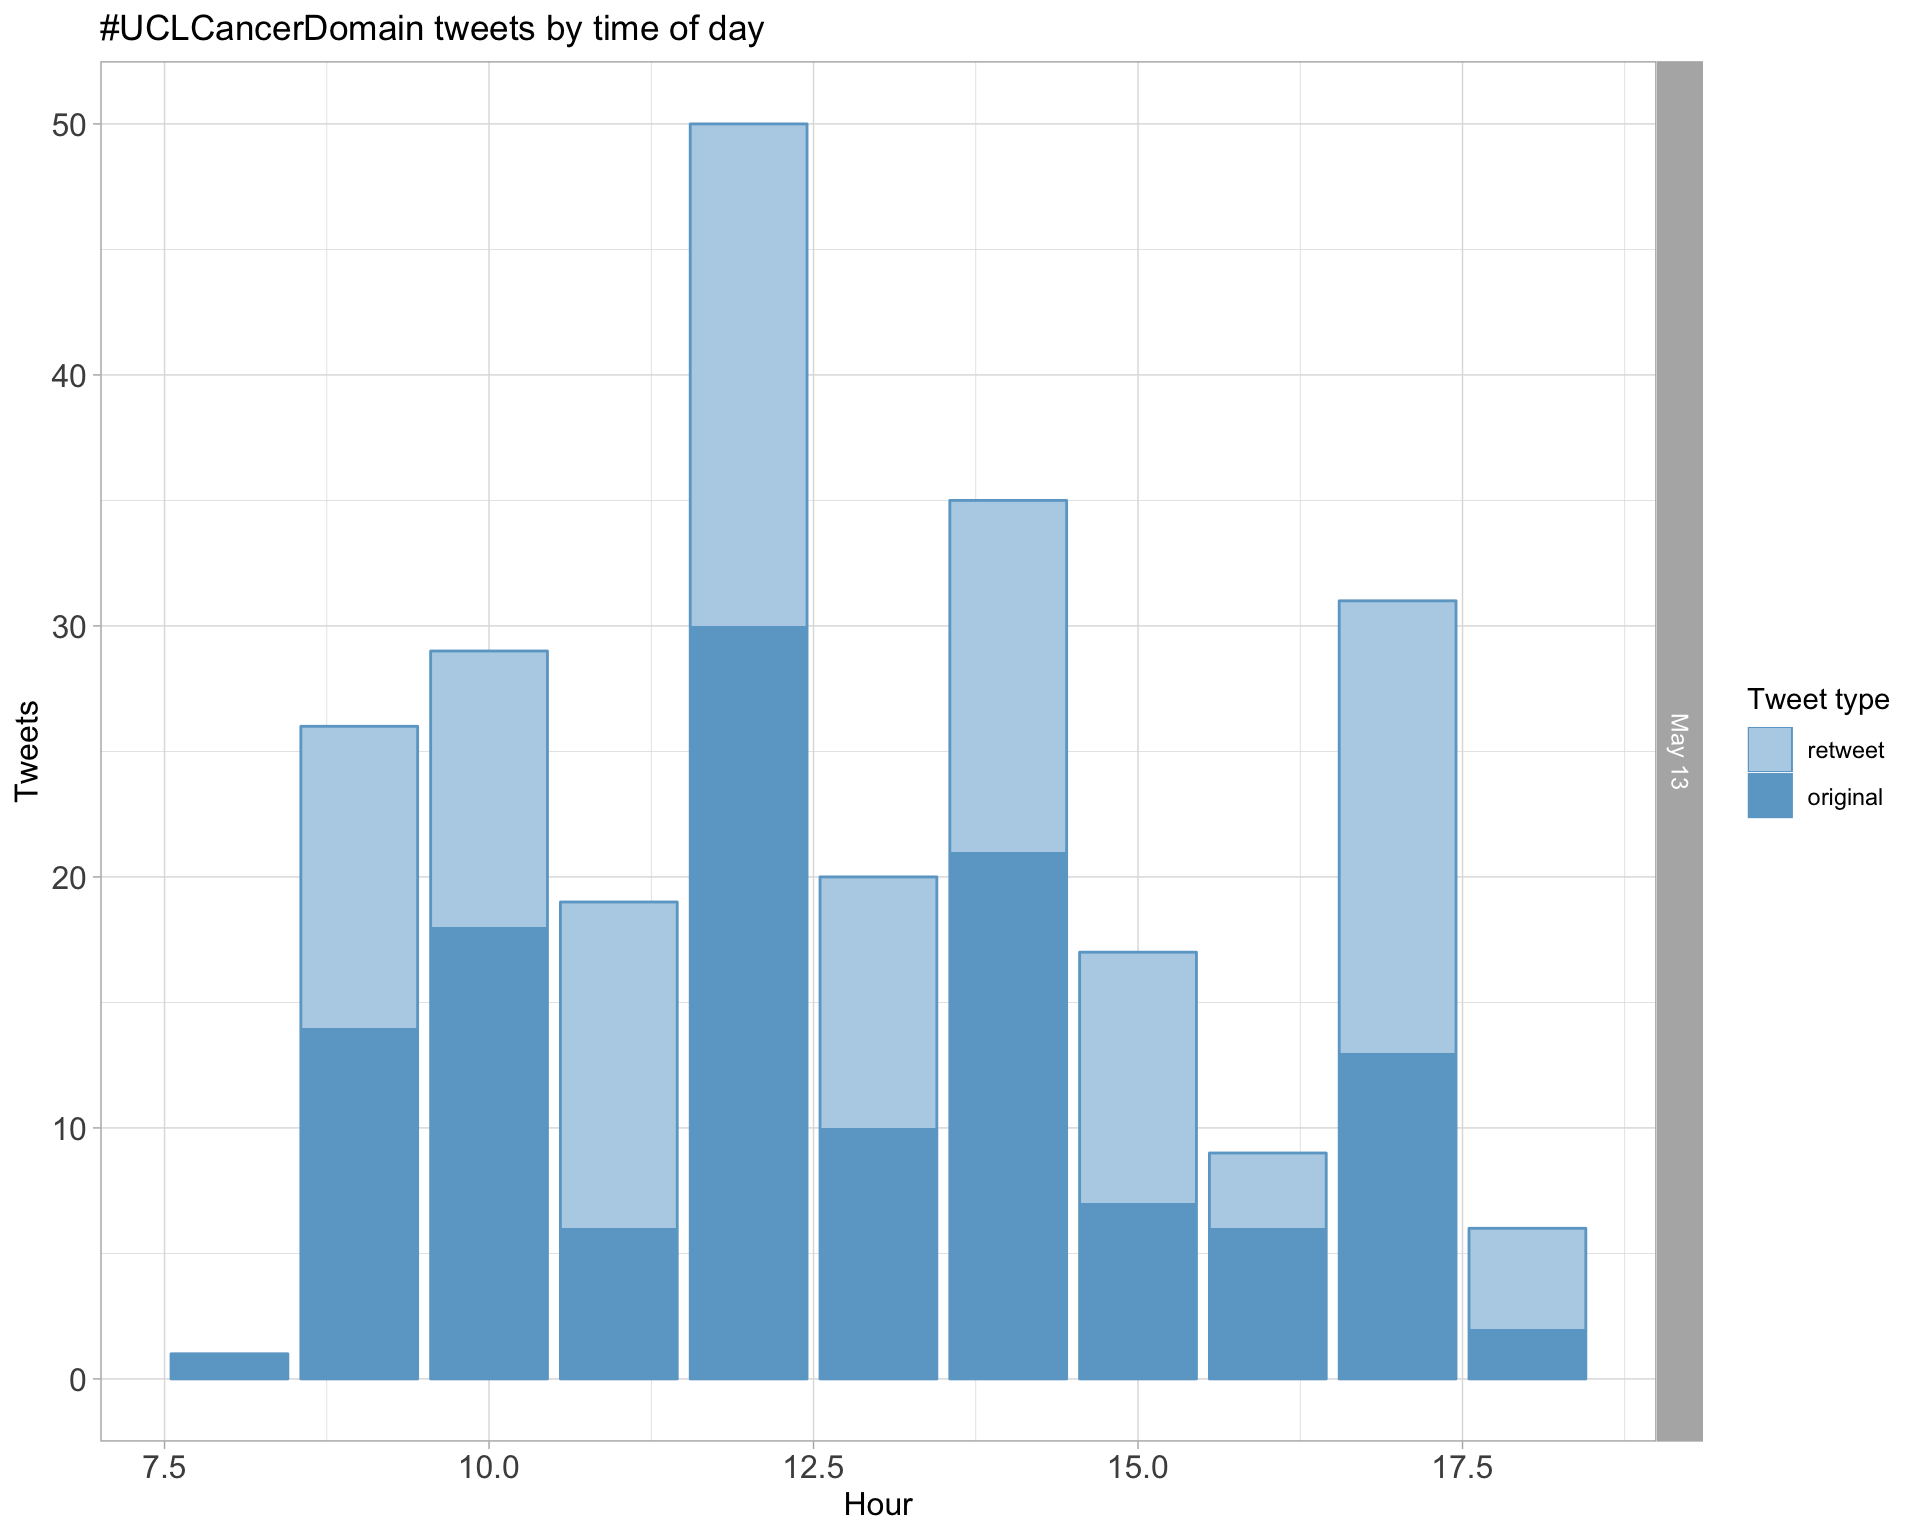 #UCLCancerDomain tweets by time of day
50
40
30
20
10
0
Tweets
7.5 10.0 12.5 15.0 17.5
Hour
May 13
Tweet type
retweet
original